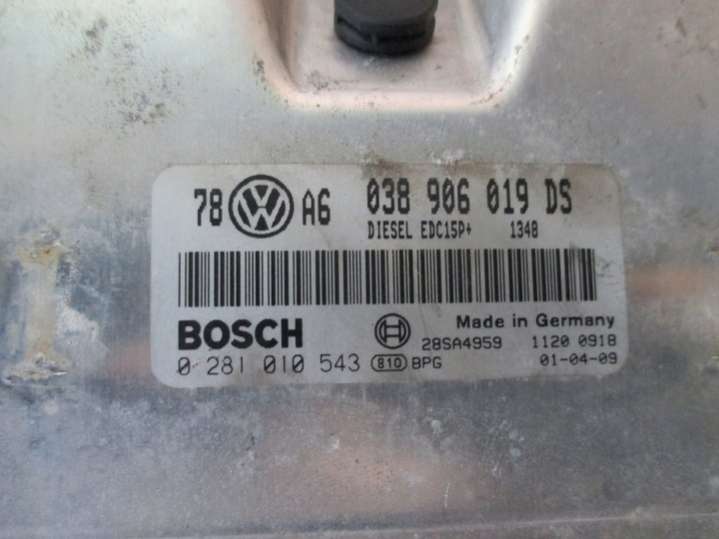 78 VW A6 038 906 019 DS
DIESEL EDC15P+ 1348
BOSCH Made in Germany
28SA4959 1120 0918
0 281 010 543 810 BPG 01-04-09